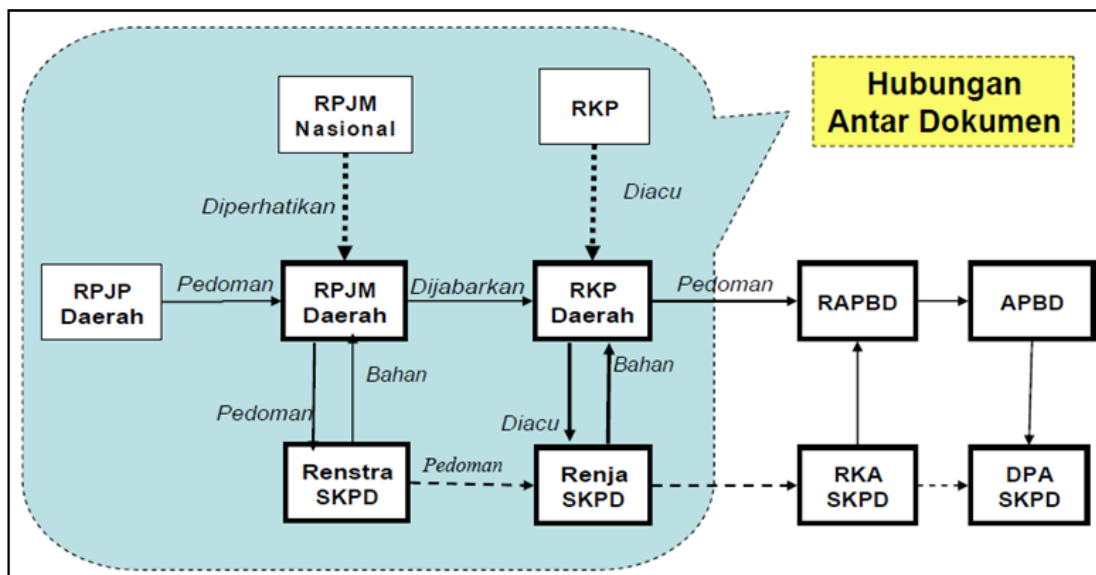 Hubungan
Antar Dokumen
RPJM
Nasional
RKP
Diperhatikan
Diacu
RPJP
Daerah
Pedoman
RPJM
Daerah
Dijabarkan
RKP
Daerah
Pedoman
RAPBD
APBD
Pedoman
Bahan
Diacu
Bahan
Renstra
SKPD
Pedoman
Renja
SKPD
RKA
SKPD
DPA
SKPD